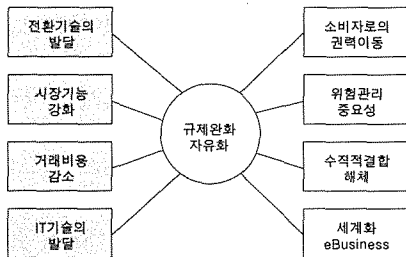 전환기술의
발달
시장기능
강화
거래비용
감소
IT기술의
발달
규제완화
자유화
소비자로의
권력이동
위험관리
중요성
수직적결합
해체
세계화
eBusiness